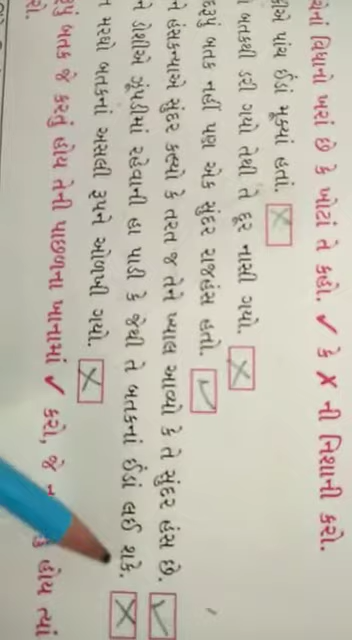 વિધાનો ખરાં છે કે ખોટાં તે કહો. ✓ કે ✗ ની નિશાની કરો.
પાંચ ઈંડાં મૂક્યાં હતાં. ✗
બતકથી ડરી ગયો તેથી તે દૂર નાસી ગયો. ✗
બતક નહીં પણ એક સુંદર રાજહંસ હતો. ✓
હંસકન્યાએ સુંદર કહ્યો કે તરત જ તેને ખ્યાલ આવ્યો કે તે સુંદર હંસ છે. ✓
ડોશીએ ઝૂંપડીમાં રહેવાની હા પાડી કે જેથી તે બતકનાં ઈંડાં લઈ શકે. ✗
મરઘો બતકનાં અસલી રૂપને ઓળખી ગયો. ✗
બતક જે કરતું હોય તેની પાછળના ખાનામાં ✓ કરો, જે ન હોય ત્યાં